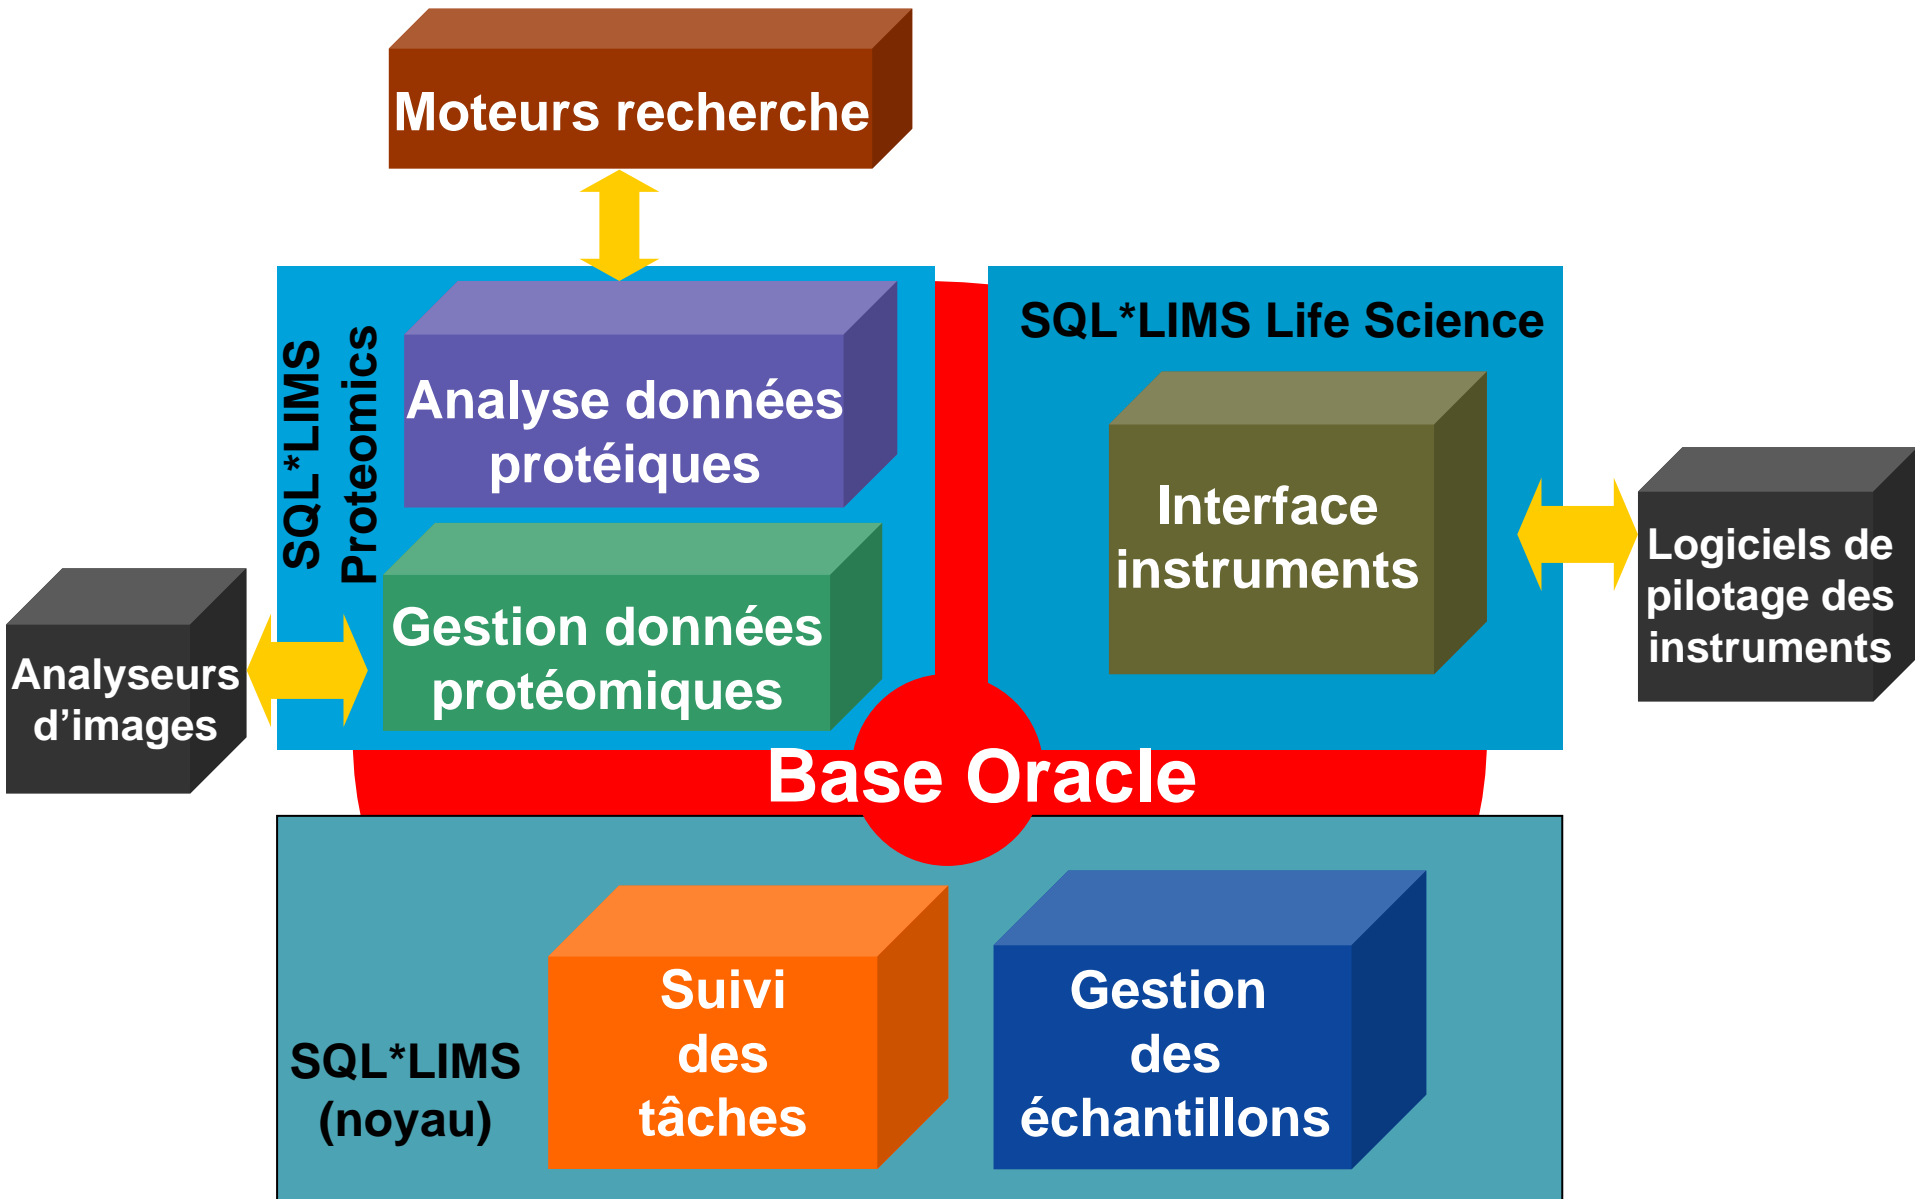 Moteurs recherche
SQL*LIMS
Proteomics
Analyse données
protéiques
Gestion données
protéomiques
SQL*LIMS Life Science
Interface
instruments
Logiciels de
pilotage des
instruments
Analyseurs
d’images
Base Oracle
SQL*LIMS
(noyau)
Suivi
des
tâches
Gestion
des
échantillons